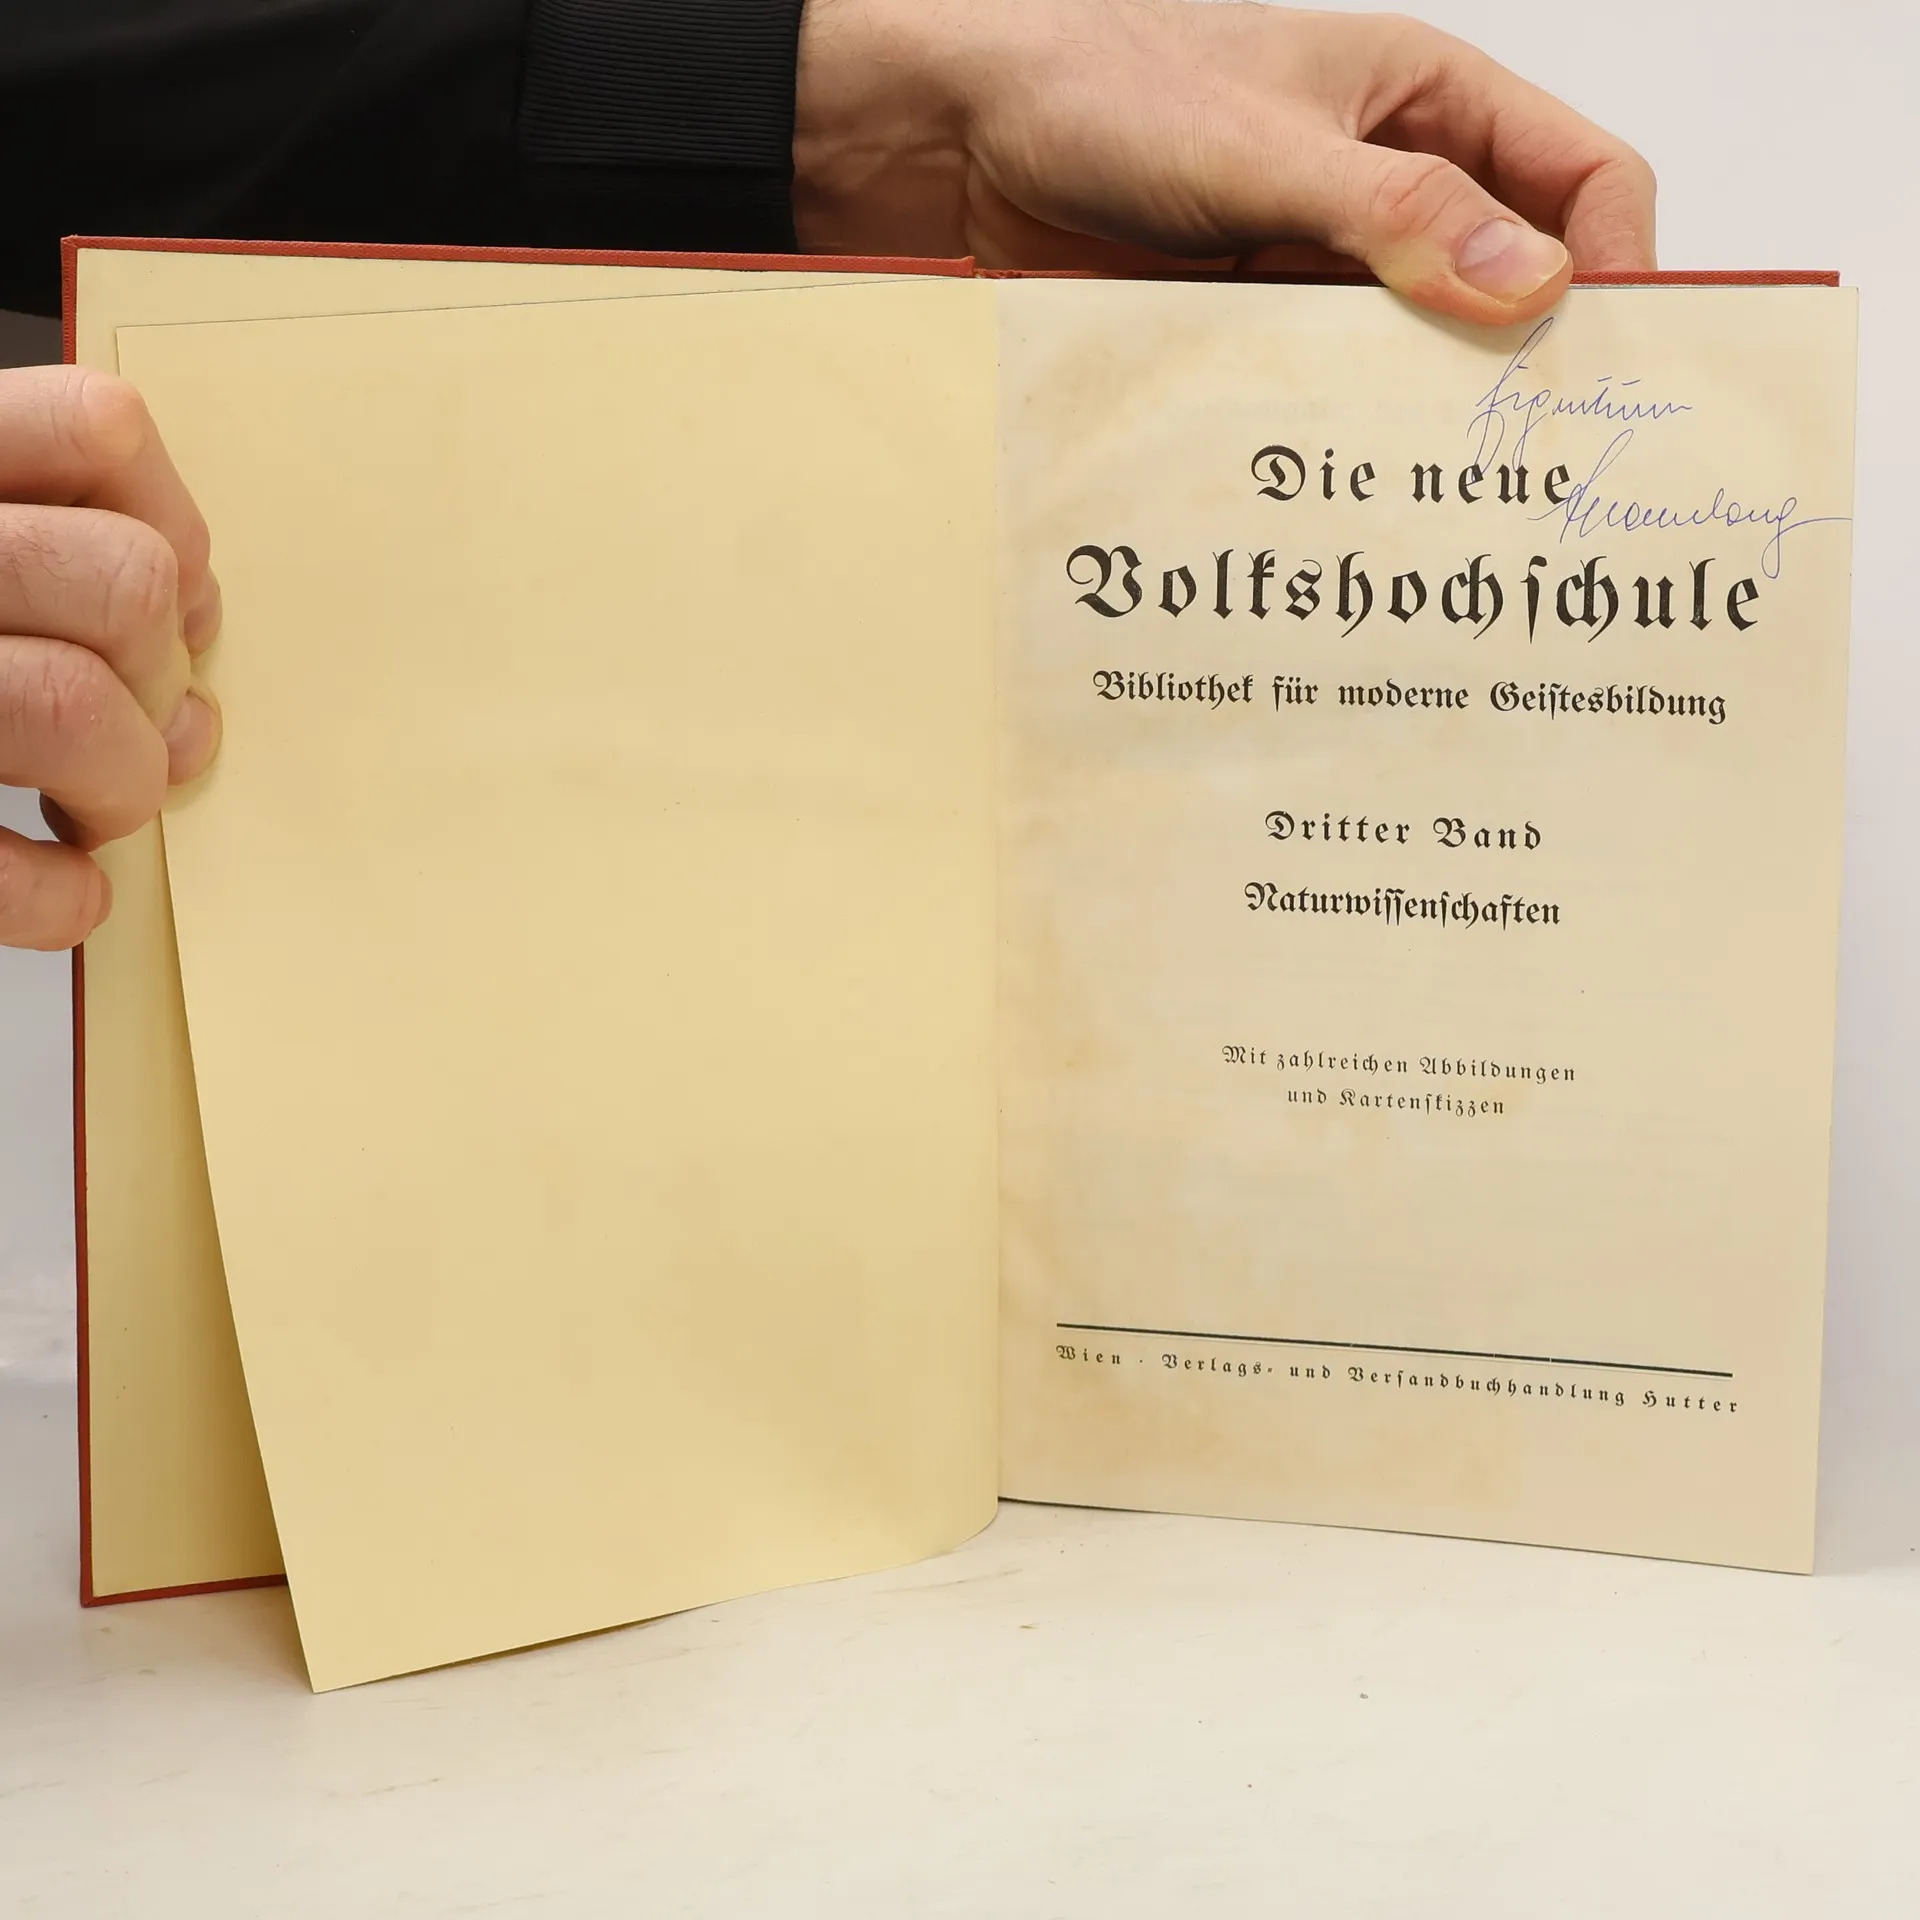 Die neue
Volkshochſchule
Bibliothek für moderne Geiſtesbildung
Dritter Band
Naturwiſſenſchaften
Mit zahlreichen Abbildungen
und Kartenſkizzen
Wien · Verlags- und Verſandbuchhandlung Hutter